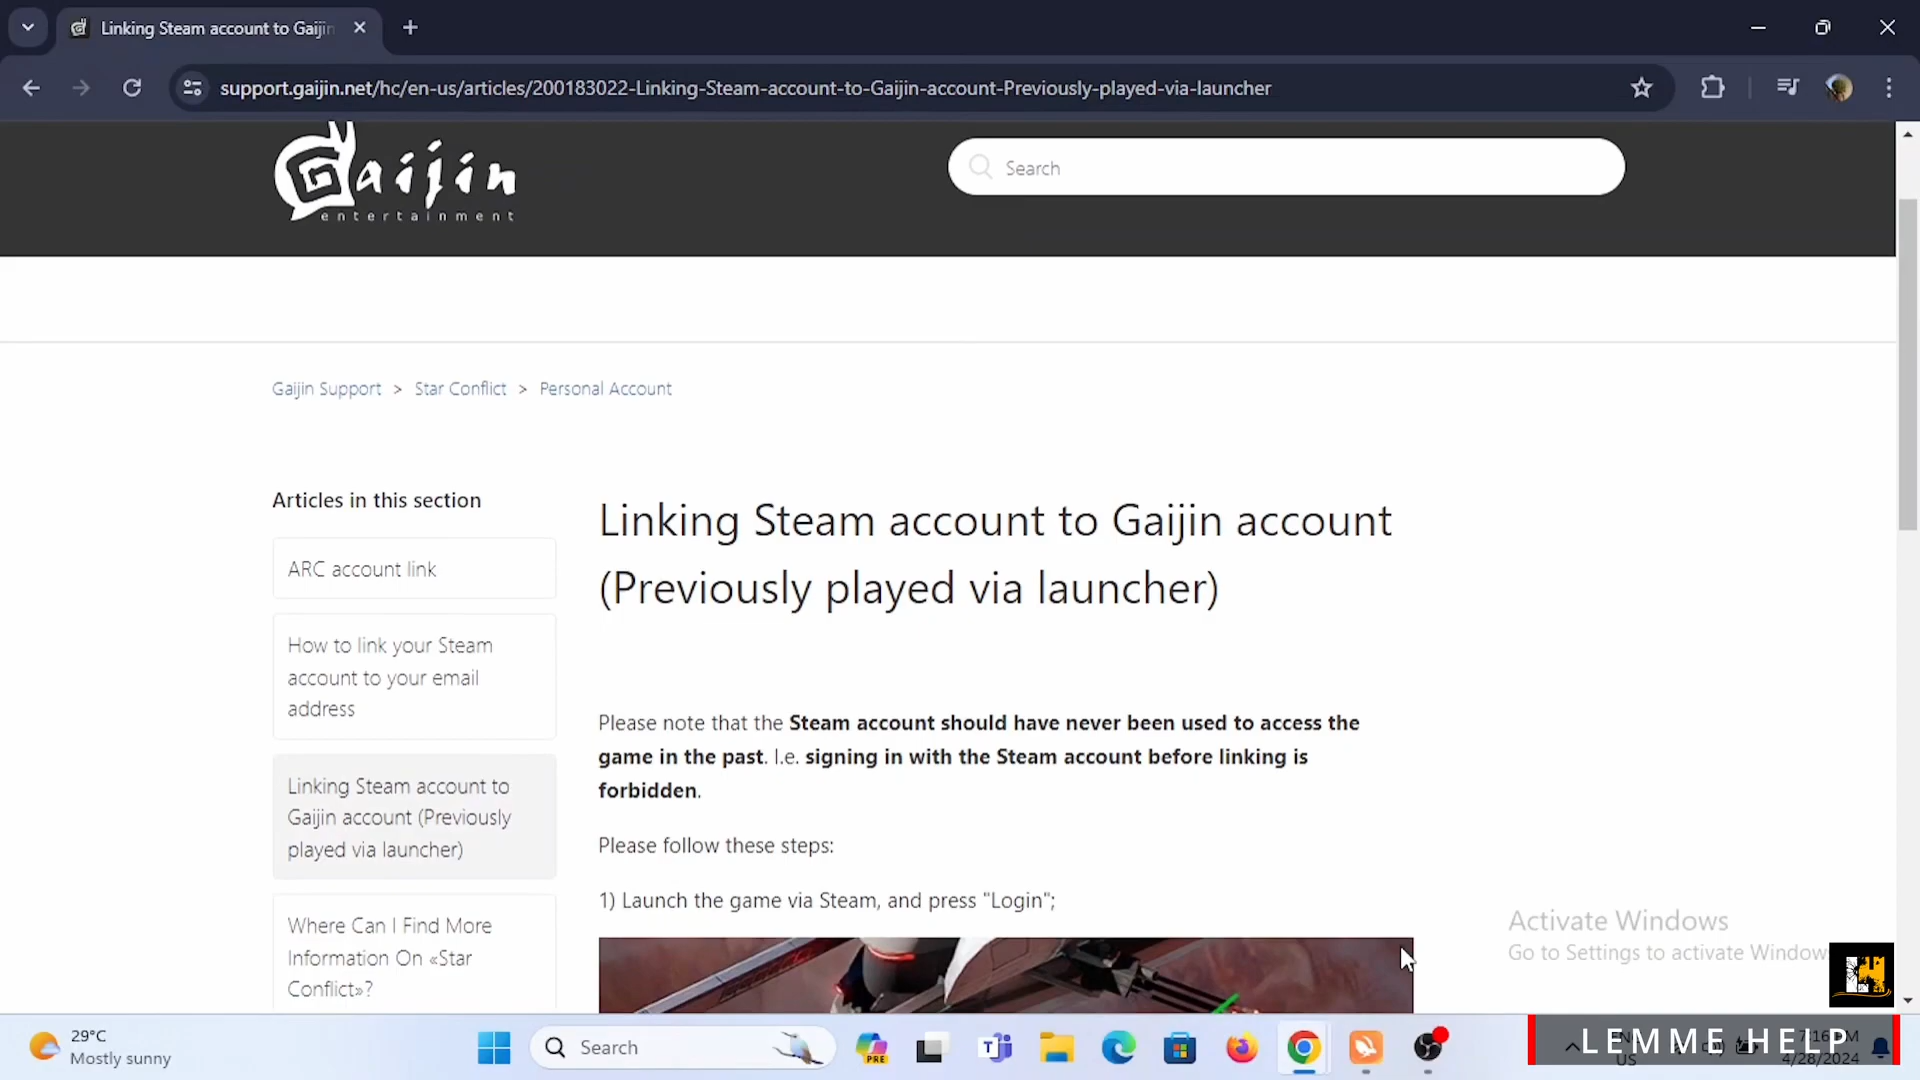 Linking Steam account to Gaijin
support.gaijin.net/hc/en-us/articles/200183022-Linking-Steam-account-to-Gaijin-account-Previously-played-via-launcher
Gaijin
entertainment
Search
Gaijin Support > Star Conflict > Personal Account
Articles in this section
ARC account link
How to link your Steam
account to your email
address
Linking Steam account to
Gaijin account (Previously
played via launcher)
Where Can I Find More
Information On «Star
Conflict»?
Linking Steam account to Gaijin account
(Previously played via launcher)
Please note that the Steam account should have never been used to access the
game in the past. I.e. signing in with the Steam account before linking is
forbidden.
Please follow these steps:
1) Launch the game via Steam, and press "Login";
Activate Windows
Go to Settings to activate Windows
29°C
Mostly sunny
Search
PRE
LEMME HELP
US
4/28/2024